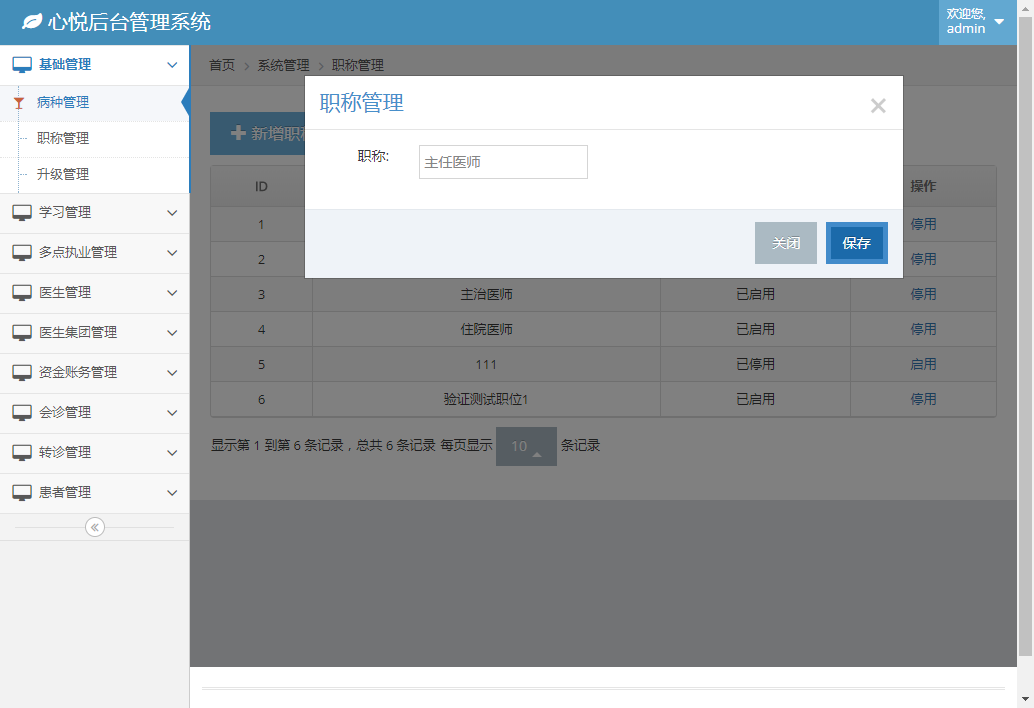 心悦后台管理系统
欢迎您,
admin
基础管理
病种管理
职称管理
升级管理
学习管理
多点执业管理
医生管理
医生集团管理
资金账务管理
会诊管理
转诊管理
患者管理
首页 > 系统管理 > 职称管理
职称管理
×
新增职
职称: 主任医师
关闭 保存
ID 操作
1 停用
2 停用
3 主治医师 已启用 停用
4 住院医师 已启用 停用
5 111 已停用 启用
6 验证测试职位1 已启用 停用
显示第 1 到第 6 条记录，总共 6 条记录 每页显示 10 条记录